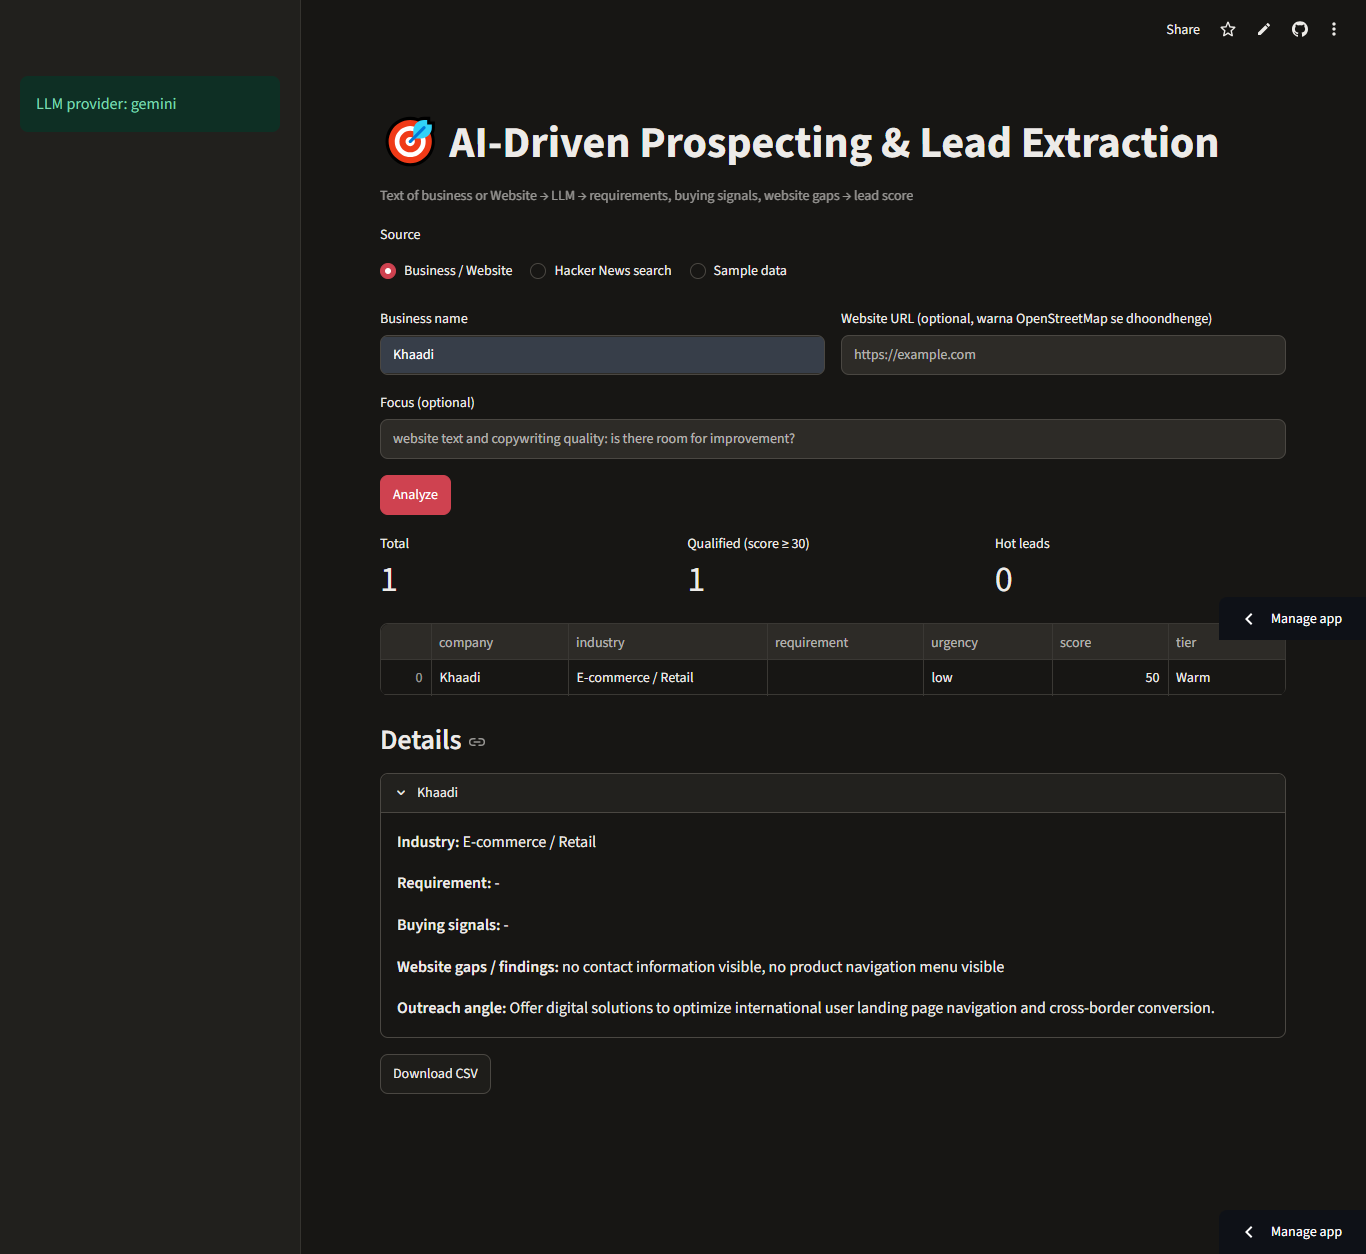 Share
LLM provider: gemini
AI-Driven Prospecting & Lead Extraction
Text of business or Website → LLM → requirements, buying signals, website gaps → lead score
Source
Business / Website Hacker News search Sample data
Business name Website URL (optional, warna OpenStreetMap se dhoondhenge)
Khaadi https://example.com
Focus (optional)
website text and copywriting quality: is there room for improvement?
Analyze
Total Qualified (score ≥ 30) Hot leads
1 1 0
Manage app
company industry requirement urgency score tier
0 Khaadi E-commerce / Retail low 50 Warm
Details
Khaadi
Industry: E-commerce / Retail
Requirement: -
Buying signals: -
Website gaps / findings: no contact information visible, no product navigation menu visible
Outreach angle: Offer digital solutions to optimize international user landing page navigation and cross-border conversion.
Download CSV
Manage app